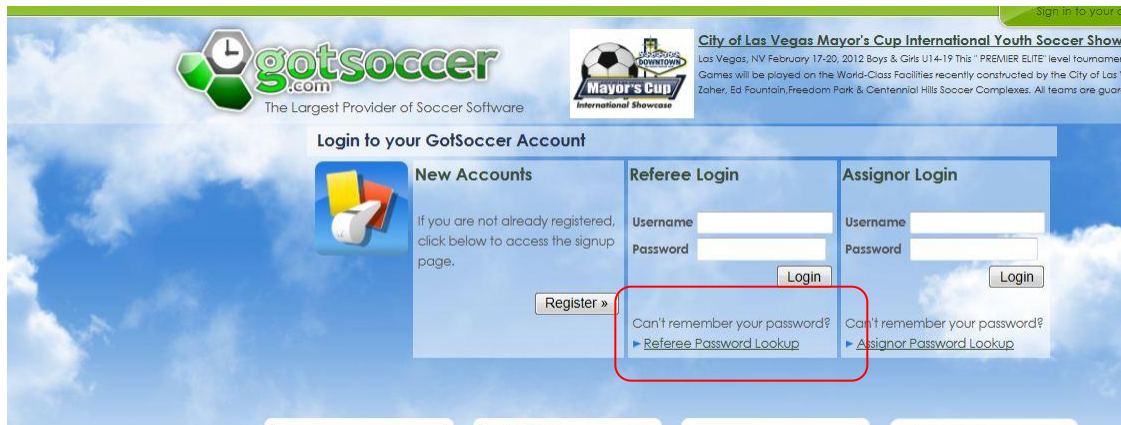 Sign in to your
gotsoccer
.com
The Largest Provider of Soccer Software
DOWNTOWN
Mayor's Cup
International Showcase
City of Las Vegas Mayor's Cup International Youth Soccer Show
Las Vegas, NV February 17-20, 2012 Boys & Girls U14-19 This " PREMIER ELITE" level tourname
Games will be played on the World-Class Facilities recently constructed by the City of Las
Zaher, Ed Fountain,Freedom Park & Centennial Hills Soccer Complexes. All teams are guar
Login to your GotSoccer Account
New Accounts
If you are not already registered,
click below to access the signup
page.
Register »
Referee Login
Username
Password
Login
Can't remember your password?
Referee Password Lookup
Assignor Login
Username
Password
Login
Can't remember your password?
Assignor Password Lookup